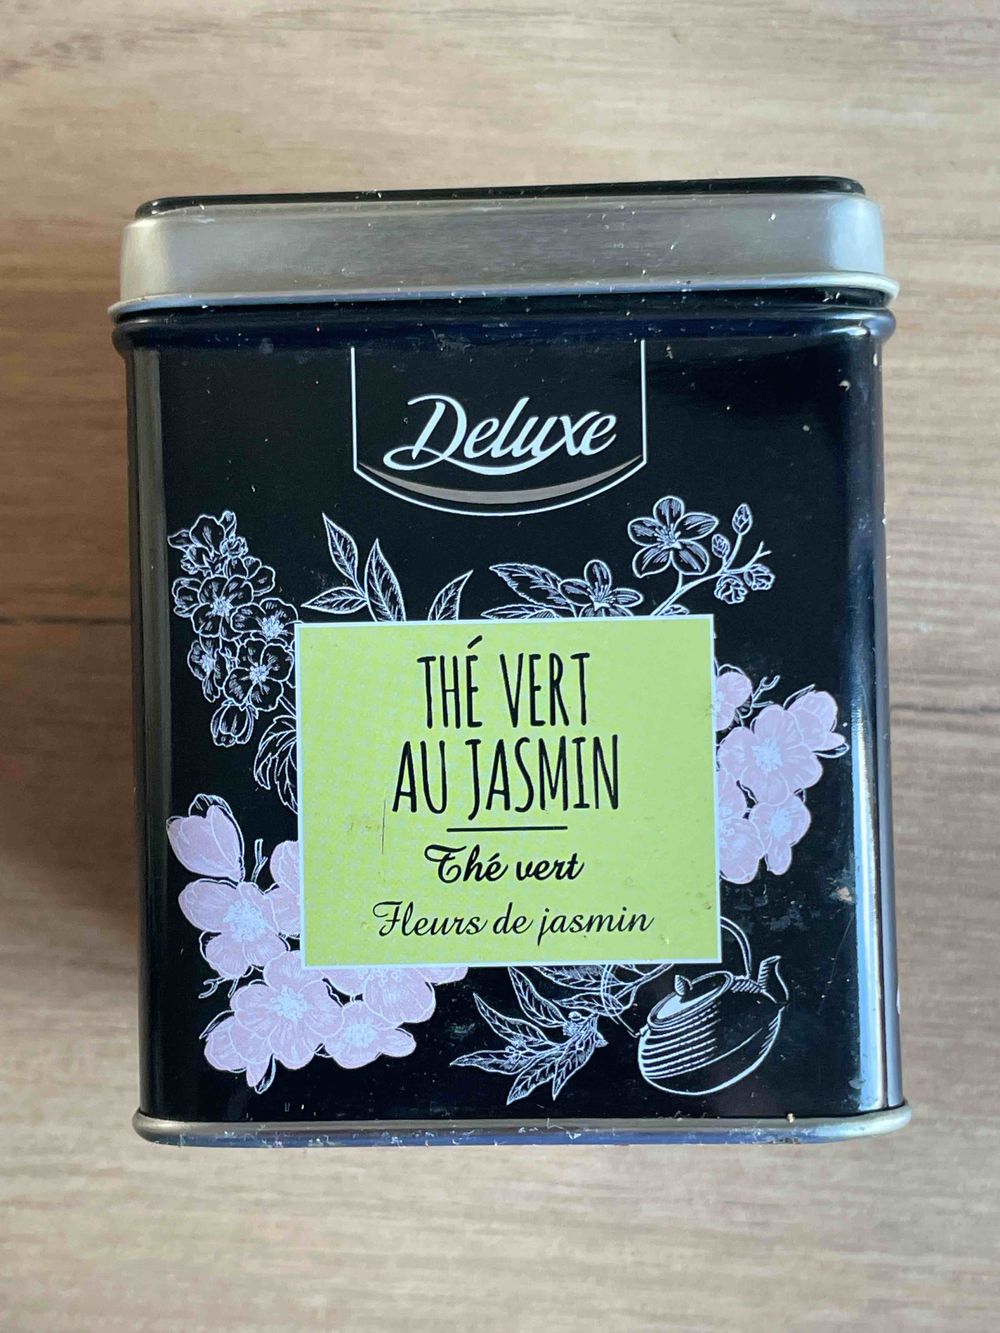 Deluxe
THÉ VERT
AU JASMIN
Thé vert
Fleurs de jasmin